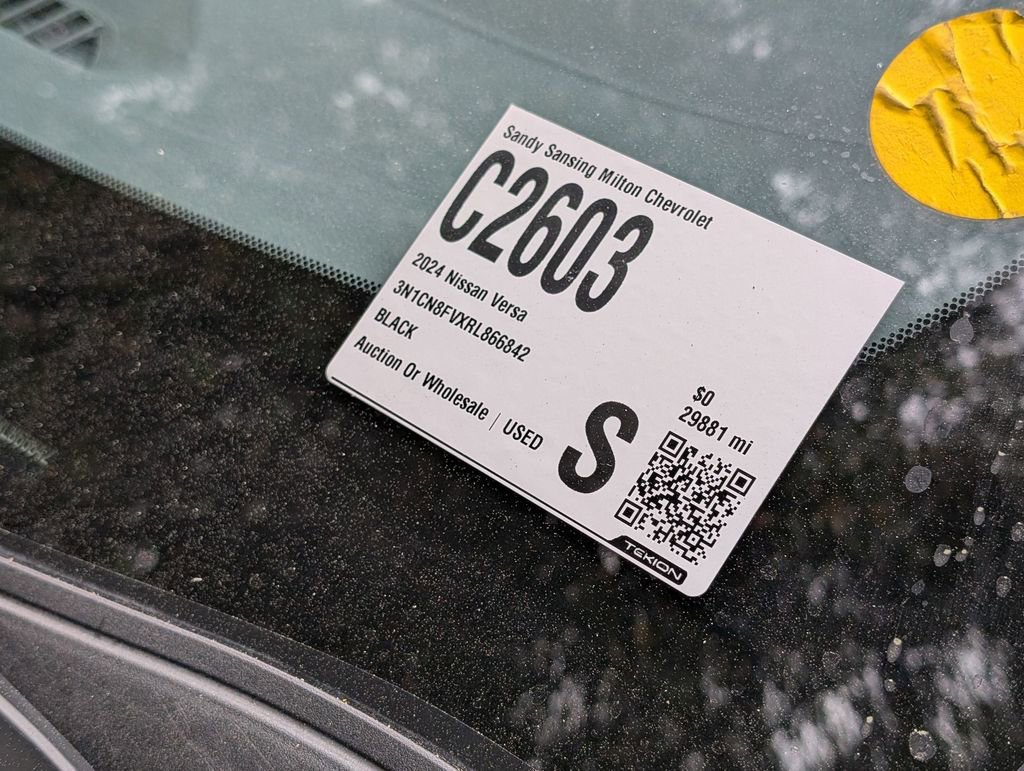 Sandy Sansing Milton Chevrolet
C2603
2024 Nissan Versa
3N1CN8FVXRL866842
BLACK
Auction Or Wholesale | USED
S
$0
29881 mi
TEKION